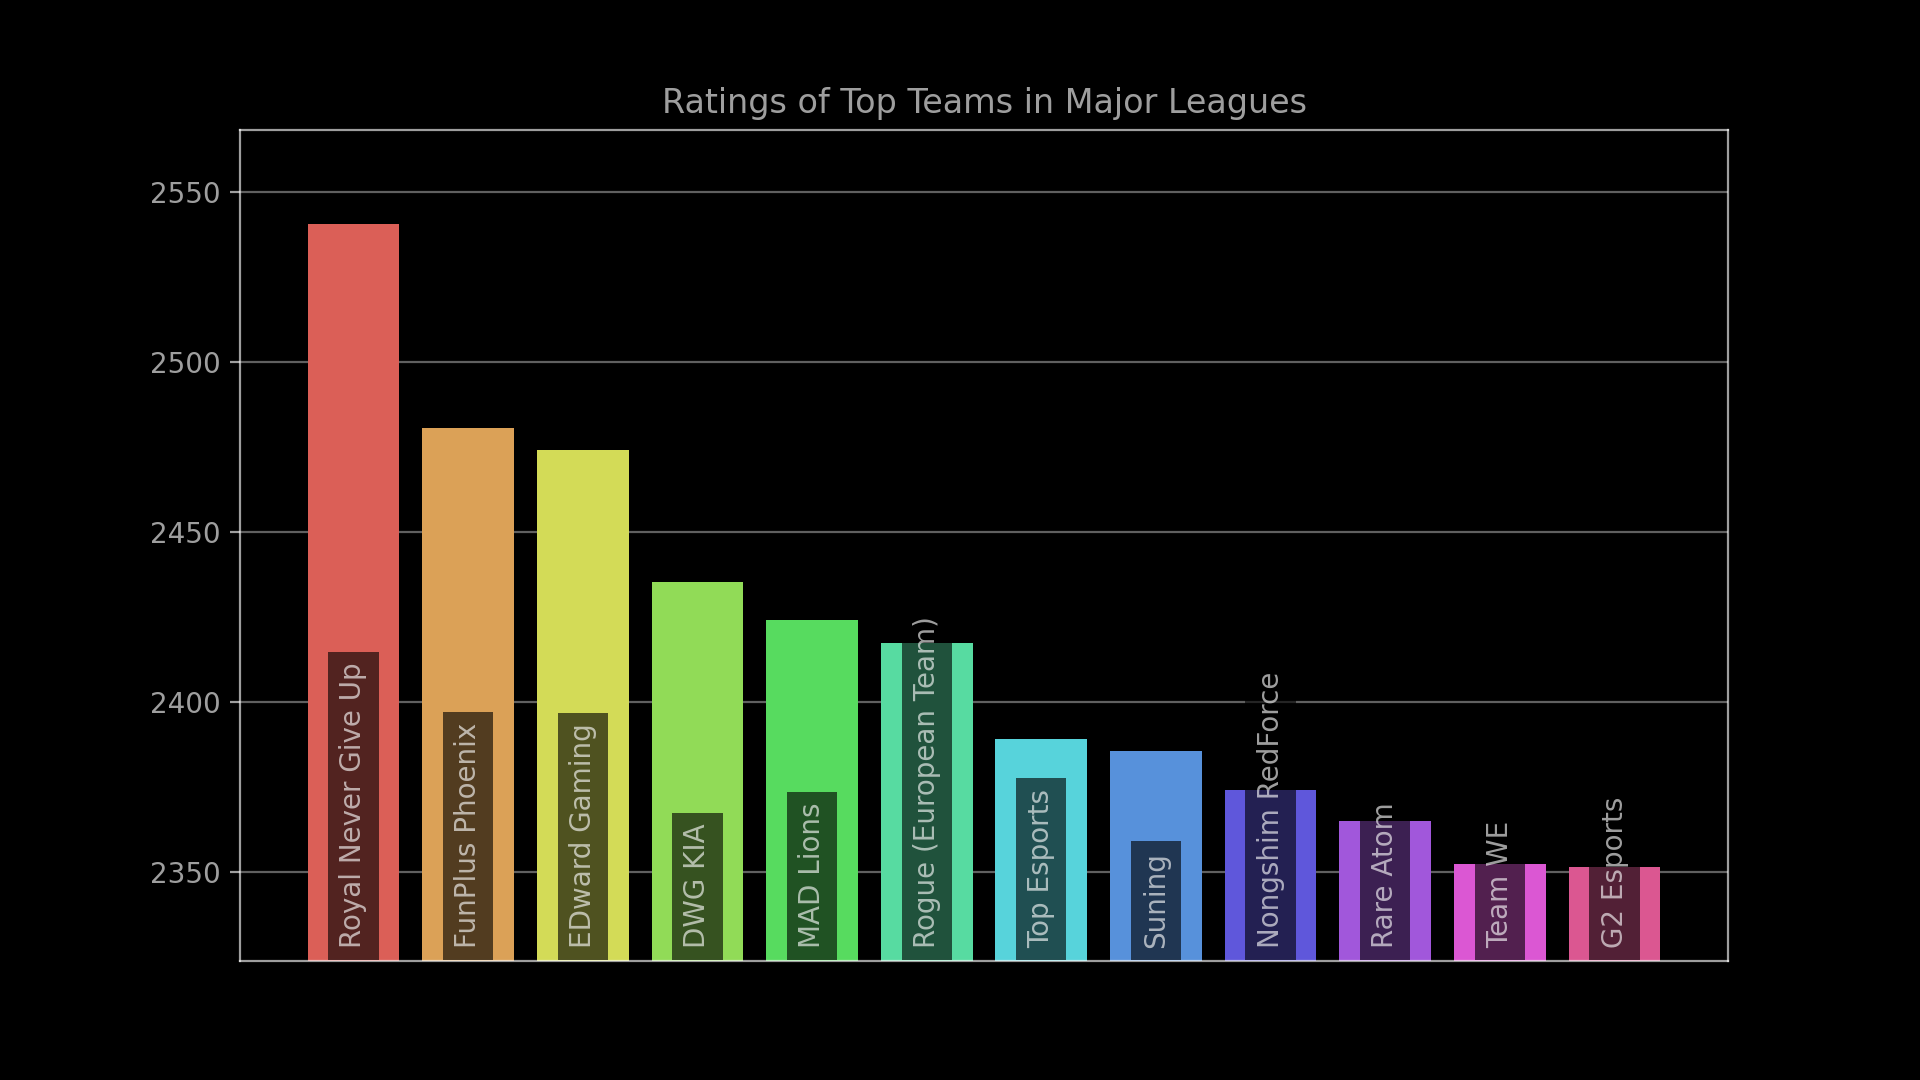 Ratings of Top Teams in Major Leagues
2550
2500
2450
2400
2350
Royal Never Give Up
FunPlus Phoenix
EDward Gaming
DWG KIA
MAD Lions
Rogue (European Team)
Top Esports
Suning
Nongshim RedForce
Rare Atom
Team WE
G2 Esports